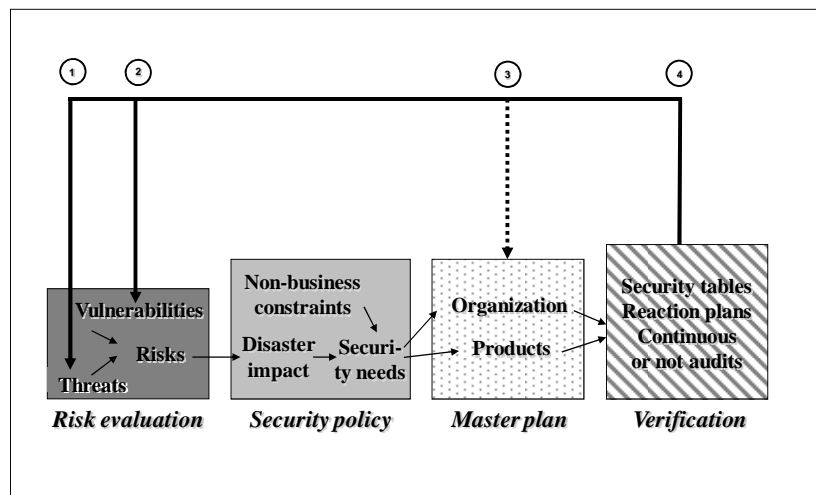 1 2 3 4
Vulnerabilities
Risks
Threats
Risk evaluation
Non-business
constraints
Disaster
impact
Securi-
ty needs
Security policy
Organization
Products
Master plan
Security tables
Reaction plans
Continuous
or not audits
Verification